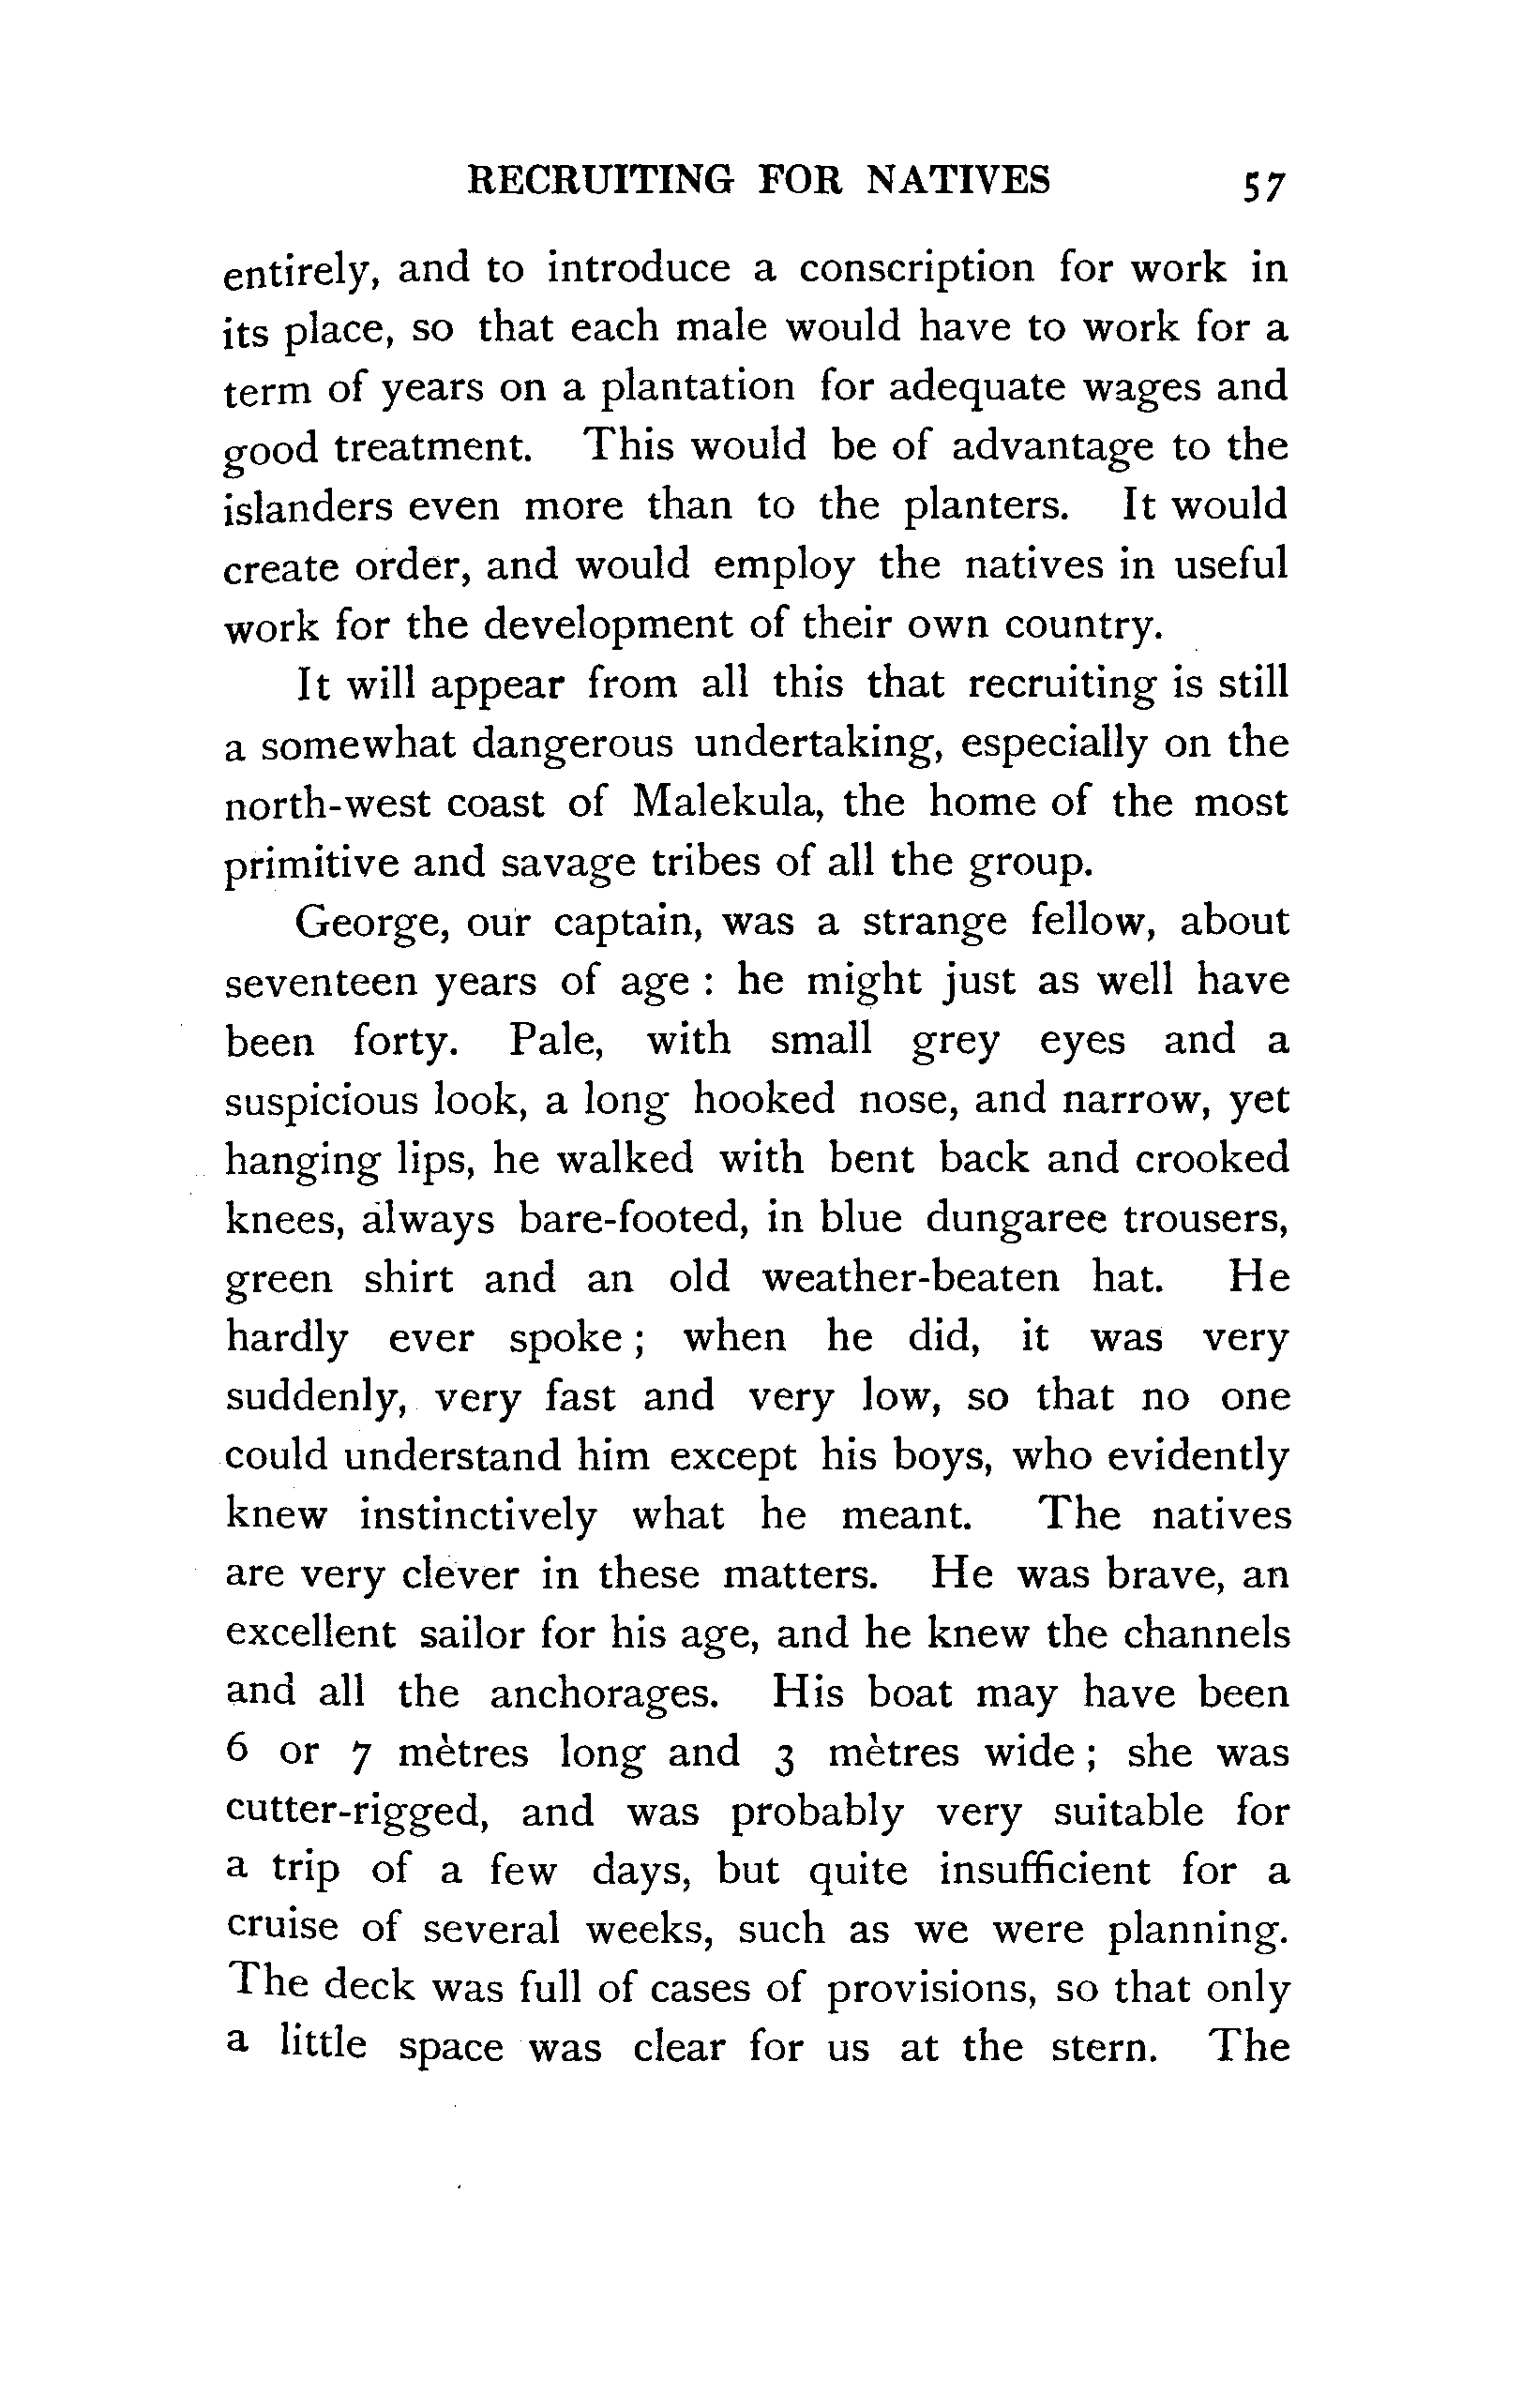 RECRUITING FOR NATIVES 57
entirely, and to introduce a conscription for work in
its place, so that each male would have to work for a
term of years on a plantation for adequate wages and
good treatment. This would be of advantage to the
islanders even more than to the planters. It would
create order, and would employ the natives in useful
work for the development of their own country.
It will appear from all this that recruiting is still
a somewhat dangerous undertaking, especially on the
north-west coast of Malekula, the home of the most
primitive and savage tribes of all the group.
George, our captain, was a strange fellow, about
seventeen years of age : he might just as well have
been forty. Pale, with small grey eyes and a
suspicious look, a long hooked nose, and narrow, yet
hanging lips, he walked with bent back and crooked
knees, always bare-footed, in blue dungaree trousers,
green shirt and an old weather-beaten hat. He
hardly ever spoke ; when he did, it was very
suddenly, very fast and very low, so that no one
could understand him except his boys, who evidently
knew instinctively what he meant. The natives
are very clever in these matters. He was brave, an
excellent sailor for his age, and he knew the channels
and all the anchorages. His boat may have been
6 or 7 mètres long and 3 mètres wide ; she was
cutter-rigged, and was probably very suitable for
a trip of a few days, but quite insufficient for a
cruise of several weeks, such as we were planning.
The deck was full of cases of provisions, so that only
a little space was clear for us at the stern. The